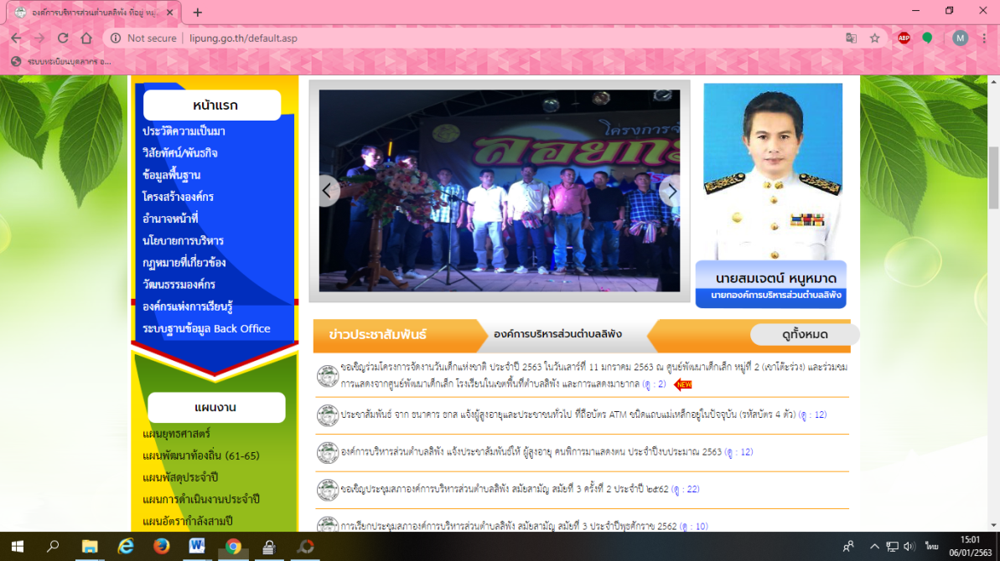 องค์การบริหารส่วนตำบลลิพัง ที่อยู่ หมู่
Not secure
lipung.go.th/default.asp
ABP
M
ระบบทะเบียนบุคลากร อ...
หน้าแรก
ประวัติความเป็นมา
วิสัยทัศน์/พันธกิจ
ข้อมูลพื้นฐาน
โครงสร้างองค์กร
อำนาจหน้าที่
นโยบายการบริหาร
กฎหมายที่เกี่ยวข้อง
วัฒนธรรมองค์กร
องค์กรแห่งการเรียนรู้
ระบบฐานข้อมูล Back Office
แผนงาน
แผนยุทธศาสตร์
แผนพัฒนาท้องถิ่น (61-65)
แผนพัสดุประจำปี
แผนการดำเนินงานประจำปี
แผนอัตรากำลังสามปี
โครงการจั
ลอยกร
นายสมเจตน์ หนูหมาด
นายกองค์การบริหารส่วนตำบลลิพัง
ข่าวประชาสัมพันธ์
องค์การบริหารส่วนตำบลลิพัง
ดูทั้งหมด
ขอเชิญร่วมโครงการจัดงานวันเด็กแห่งชาติ ประจำปี 2563 ในวันเสาร์ที่ 11 มกราคม 2563 ณ ศูนย์พัฒนาเด็กเล็ก หมู่ที่ 2 (เขาโต๊ะร่วง) และร่วมชม
การแสดงจากศูนย์พัฒนาเด็กเล็ก โรงเรียนในเขตพื้นที่ตำบลลิพัง และการแสดงมายากล (ดู : 2) NEW
ประชาสัมพันธ์ จาก ธนาคาร ธกส แจ้งผู้สูงอายุและประชาชนทั่วไป ที่ถือบัตร ATM ชนิดแถบแม่เหล็กอยู่ในปัจจุบัน (รหัสบัตร 4 ตัว) (ดู : 12)
องค์การบริหารส่วนตำบลลิพัง แจ้งประชาสัมพันธ์ให้ ผู้สูงอายุ คนพิการมาแสดงตน ประจำปีงบประมาณ 2563 (ดู : 12)
ขอเชิญประชุมสภาองค์การบริหารส่วนตำบลลิพัง สมัยสามัญ สมัยที่ 3 ครั้งที่ 2 ประจำปี ๒๕62 (ดู : 22)
การเรียกประชุมสภาองค์การบริหารส่วนตำบลลิพัง สมัยสามัญ สมัยที่ 3 ประจำปีพุทธศักราช 2562 (ดู : 10)
ไทย
15:01
06/01/2563